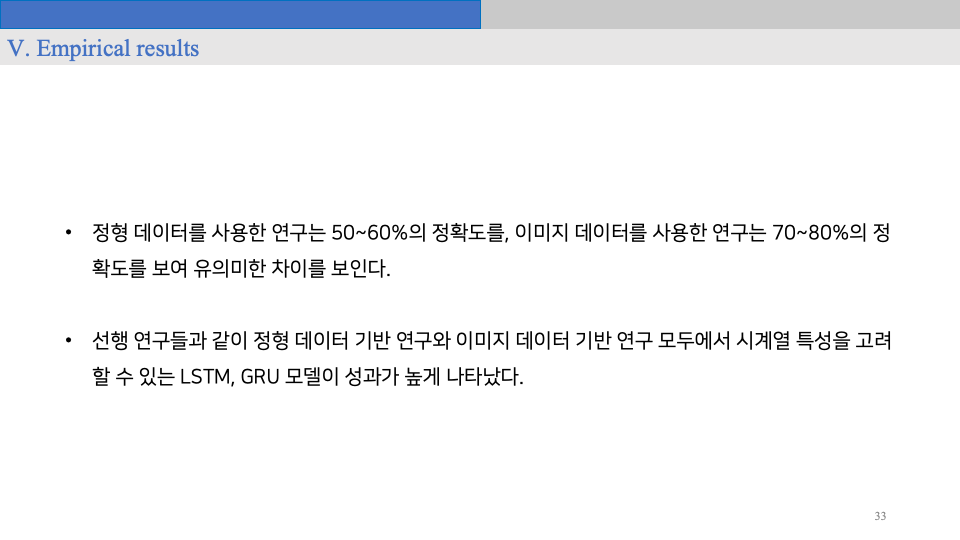 V. Empirical results
• 정형 데이터를 사용한 연구는 50~60%의 정확도를, 이미지 데이터를 사용한 연구는 70~80%의 정
확도를 보여 유의미한 차이를 보인다.
• 선행 연구들과 같이 정형 데이터 기반 연구와 이미지 데이터 기반 연구 모두에서 시계열 특성을 고려
할 수 있는 LSTM, GRU 모델이 성과가 높게 나타났다.
33